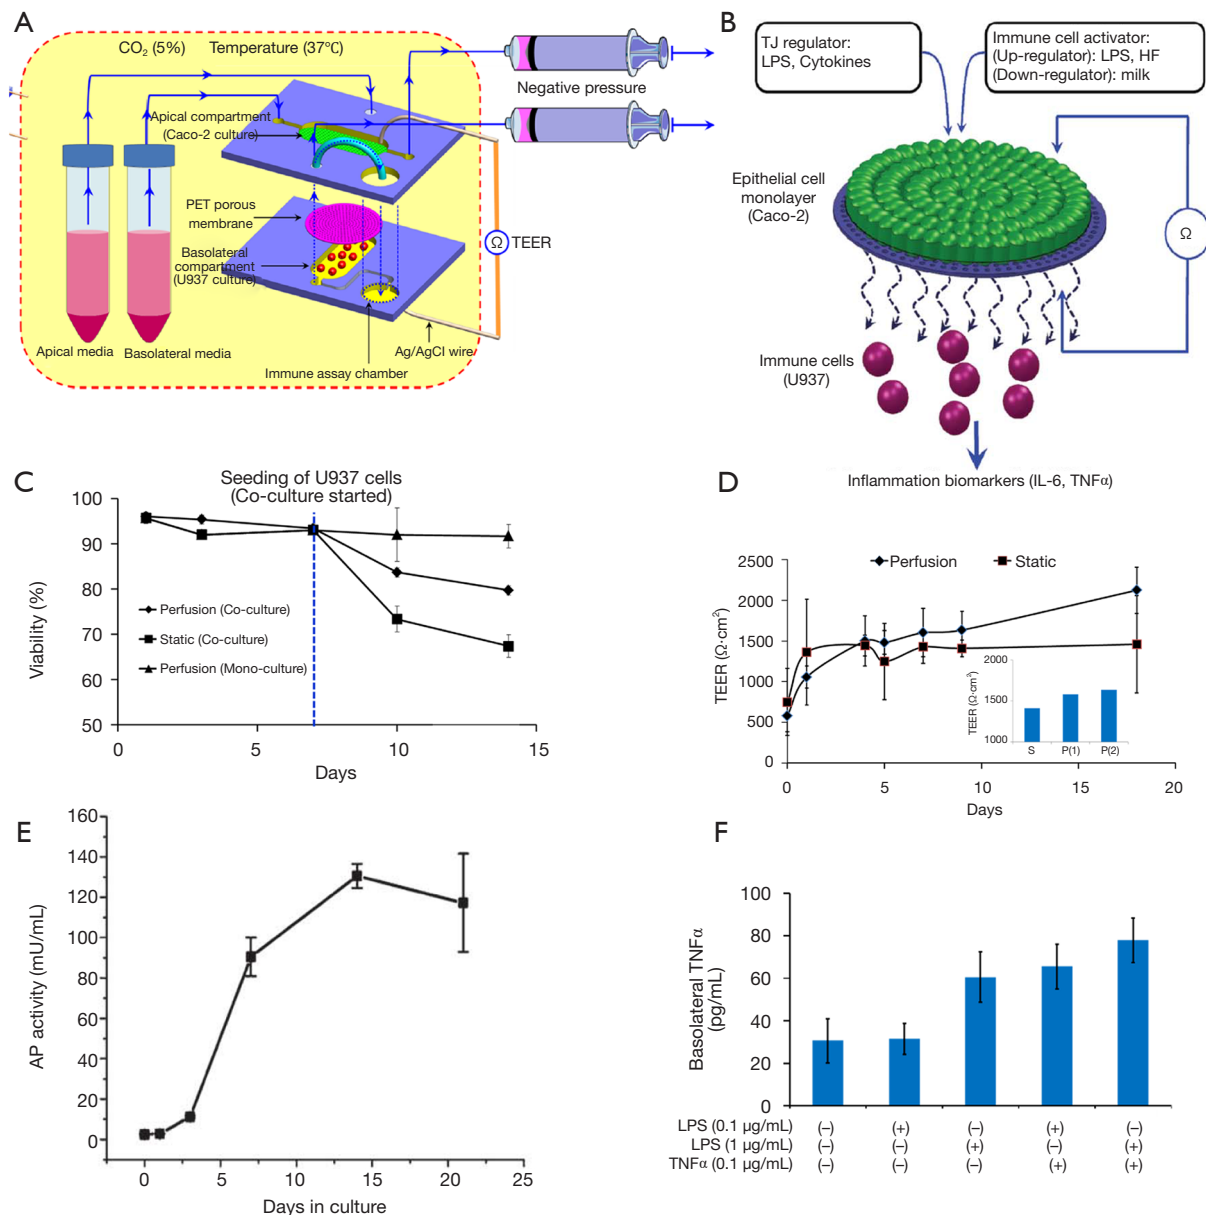 A
CO₂ (5%) Temperature (37℃)
Negative pressure
Apical compartment
(Caco-2 culture)
PET porous
membrane
Basolateral
compartment
(U937 culture)
Ω TEER
Apical media
Basolateral media
Ag/AgCl wire
Immune assay chamber
B
TJ regulator:
LPS, Cytokines
Immune cell activator:
(Up-regulator): LPS, HF
(Down-regulator): milk
Epithelial cell
monolayer
(Caco-2)
Ω
Immune cells
(U937)
Inflammation biomarkers (IL-6, TNFα)
C
Seeding of U937 cells
(Co-culture started)
Viability (%)
100
90
80
70
60
50
Perfusion (Co-culture)
Static (Co-culture)
Perfusion (Mono-culture)
0 5 10 15
Days
D
Perfusion Static
TEER (Ω·cm²)
2500
2000
1500
1000
500
0
TEER (Ω·cm²)
2000
1500
1000
S P(1) P(2)
0 5 10 15 20
Days
E
AP activity (mU/mL)
160
140
120
100
80
60
40
20
0
0 5 10 15 20 25
Days in culture
F
Basolateral TNFα
(pg/mL)
100
80
60
40
20
0
LPS (0.1 μg/mL) (–) (+) (–) (+) (–)
LPS (1 μg/mL) (–) (–) (+) (–) (+)
TNFα (0.1 μg/mL) (–) (–) (–) (+) (+)